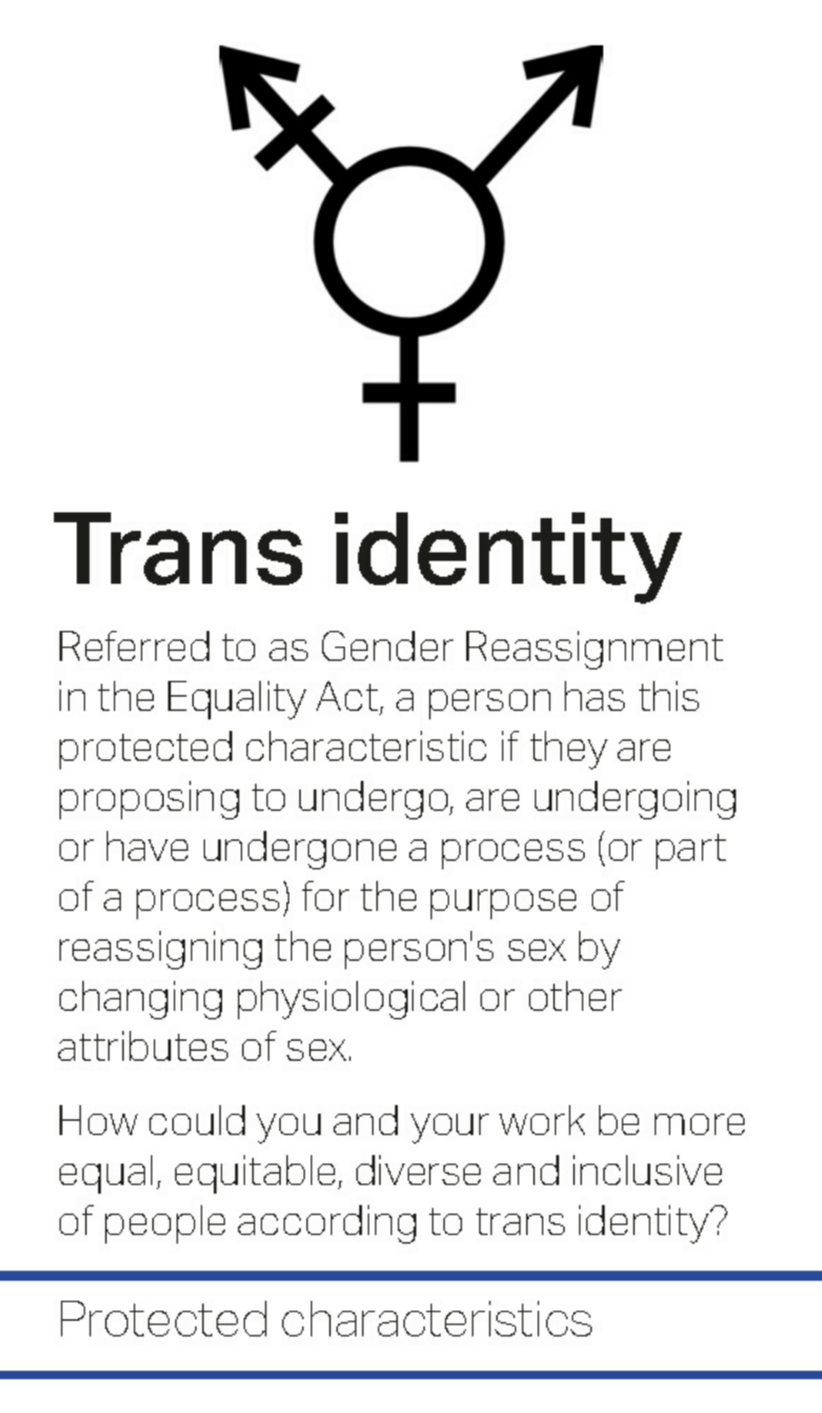 Trans identity
Referred to as Gender Reassignment
in the Equality Act, a person has this
protected characteristic if they are
proposing to undergo, are undergoing
or have undergone a process (or part
of a process) for the purpose of
reassigning the person's sex by
changing physiological or other
attributes of sex.
How could you and your work be more
equal, equitable, diverse and inclusive
of people according to trans identity?
Protected characteristics